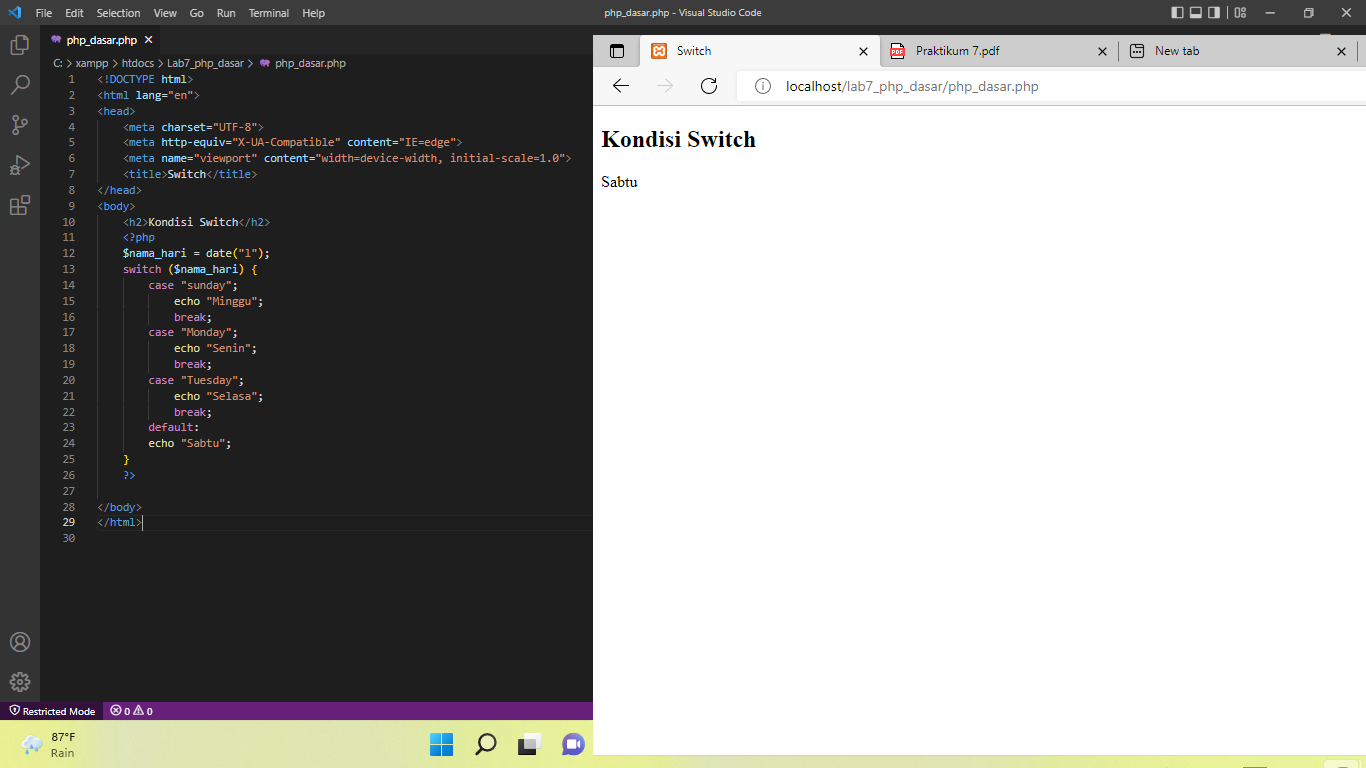 File Edit Selection View Go Run Terminal Help
php_dasar.php - Visual Studio Code
php_dasar.php
C: > xampp > htdocs > Lab7_php_dasar > php_dasar.php
1 <!DOCTYPE html>
2 <html lang="en">
3 <head>
4 <meta charset="UTF-8">
5 <meta http-equiv="X-UA-Compatible" content="IE=edge">
6 <meta name="viewport" content="width=device-width, initial-scale=1.0">
7 <title>Switch</title>
8 </head>
9 <body>
10 <h2>Kondisi Switch</h2>
11 <?php
12 $nama_hari = date("l");
13 switch ($nama_hari) {
14 case "sunday";
15 echo "Minggu";
16 break;
17 case "Monday";
18 echo "Senin";
19 break;
20 case "Tuesday";
21 echo "Selasa";
22 break;
23 default:
24 echo "Sabtu";
25 }
26 ?>
27
28 </body>
29 </html>
30
Restricted Mode 0 0
87°F
Rain
Switch
PDF Praktikum 7.pdf
New tab
localhost/lab7_php_dasar/php_dasar.php
Kondisi Switch
Sabtu